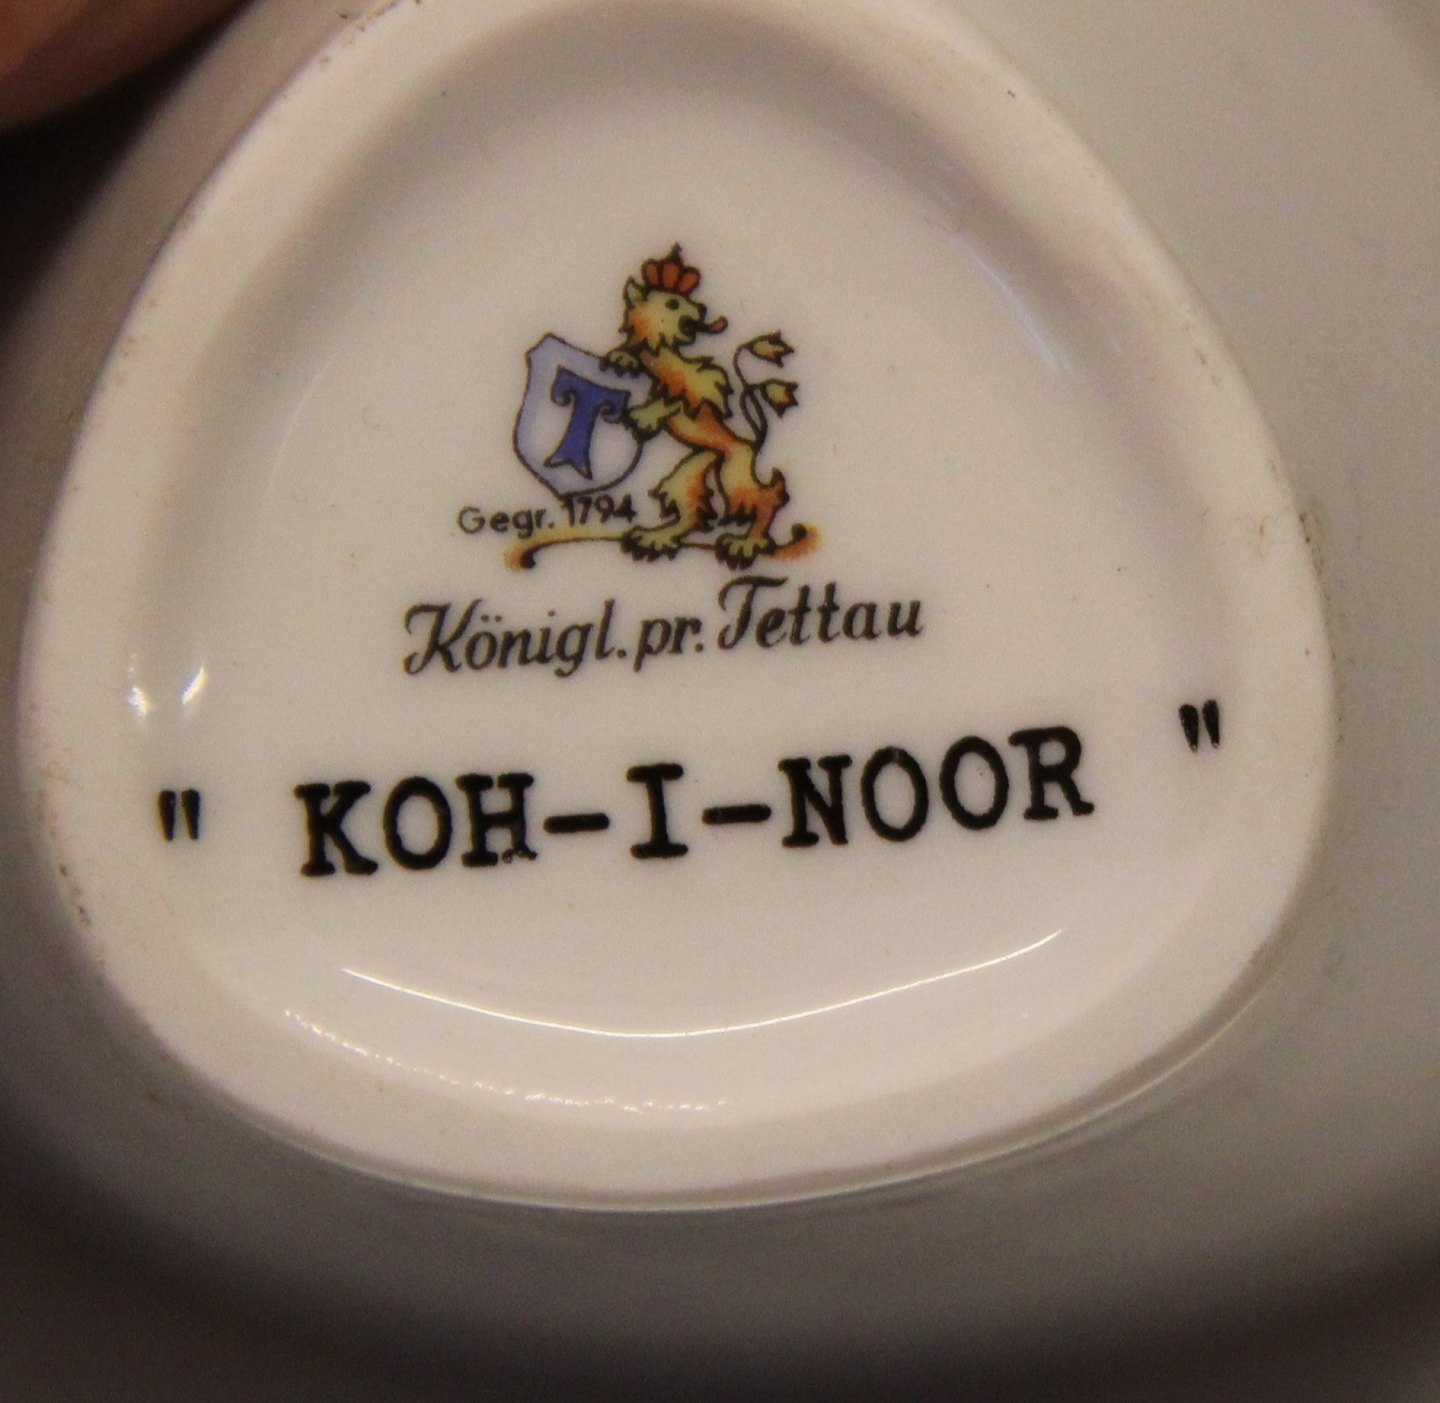 T
Gegr. 1794
Königl. pr. Tettau
" KOH-I-NOOR "